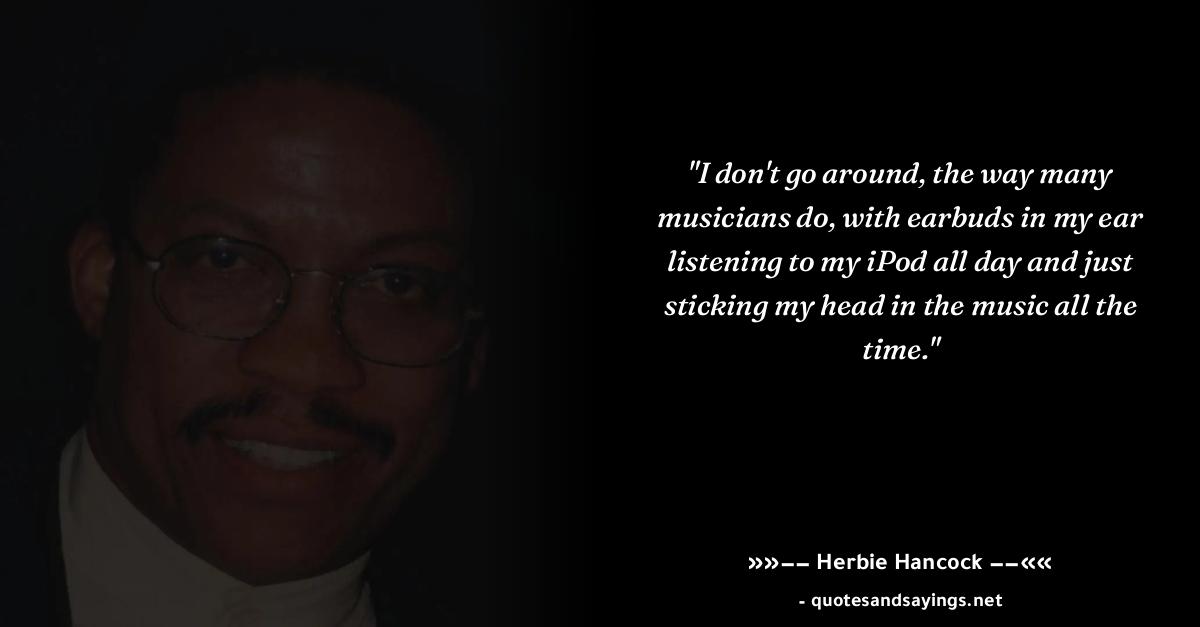 "I don't go around, the way many
musicians do, with earbuds in my ear
listening to my iPod all day and just
sticking my head in the music all the
time."
»»−− Herbie Hancock −−««
- quotesandsayings.net